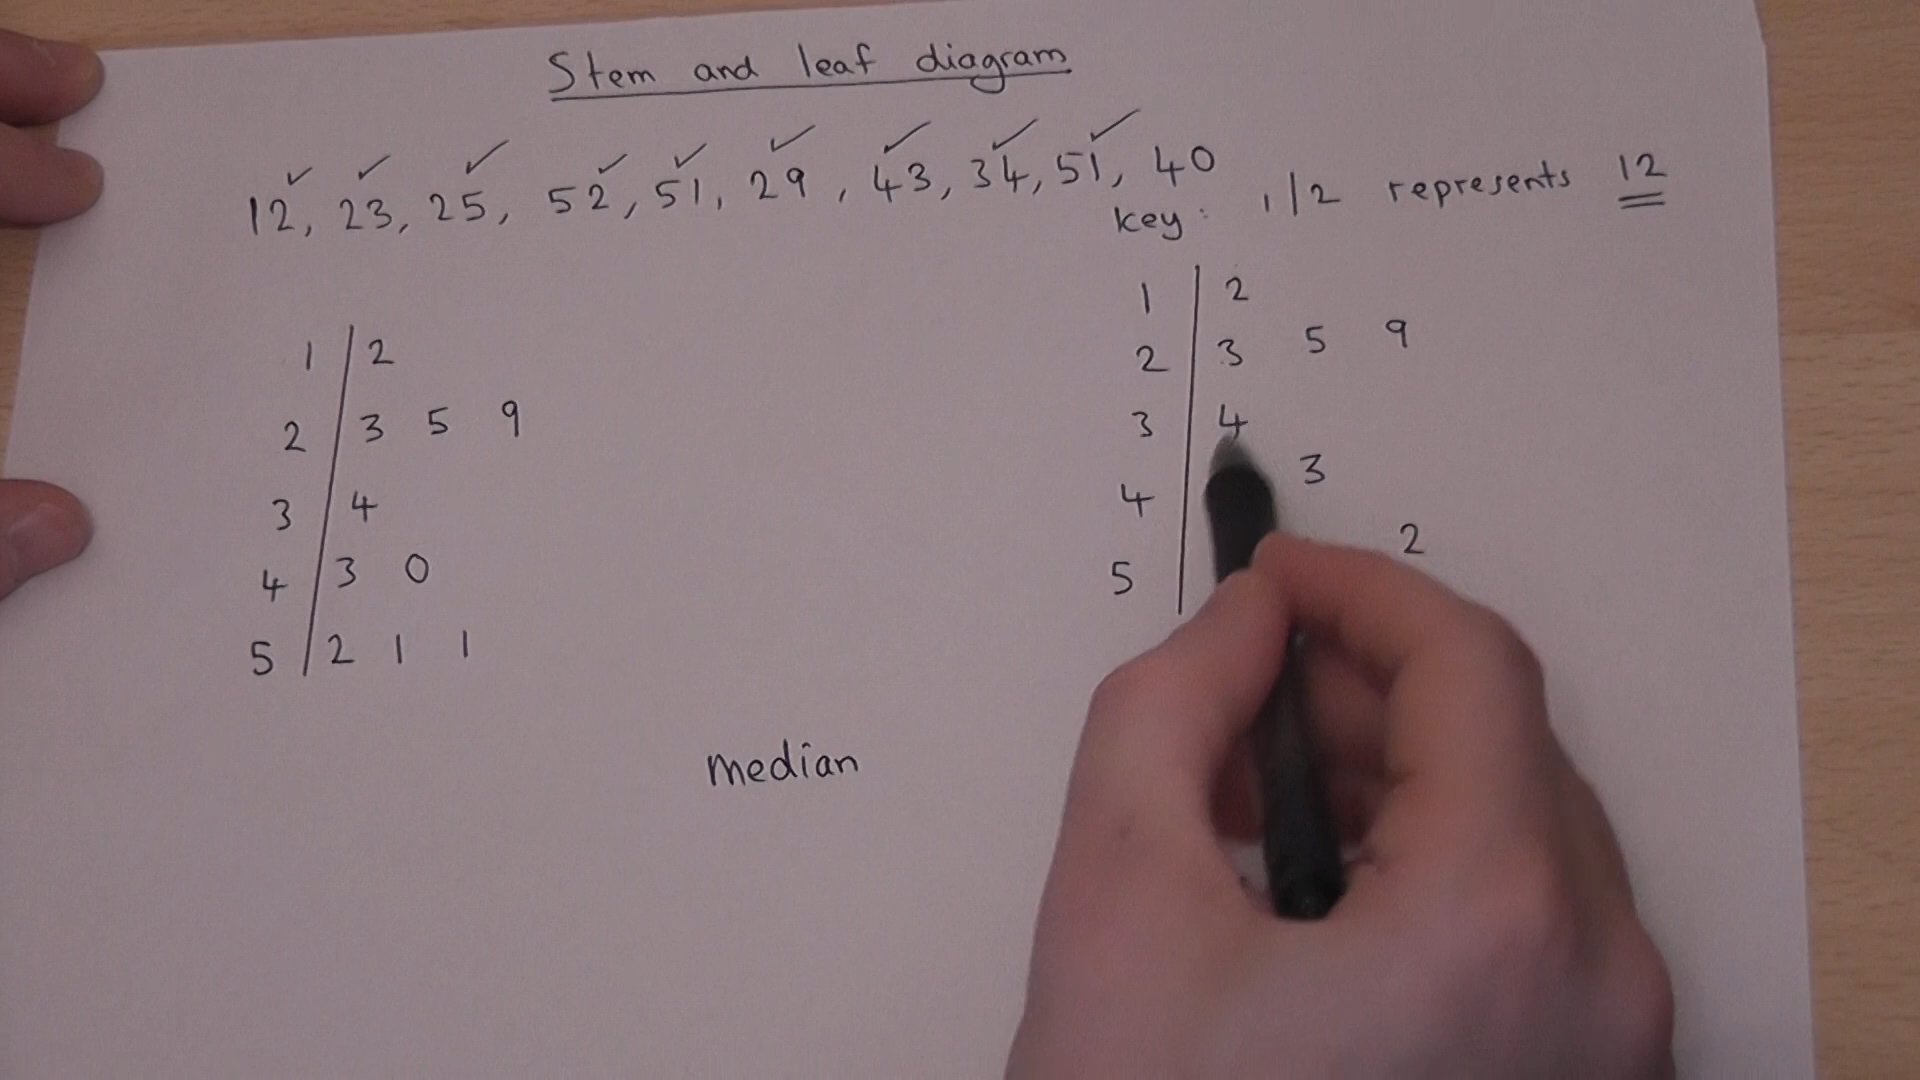 Stem and leaf diagram
12, 23, 25, 52, 51, 29, 43, 34, 51, 40
Key: 1/2 represents 12
1 | 2
2 | 3 5 9
3 | 4
4 | 3 0
5 | 2 1 1
1 | 2
2 | 3 5 9
3 | 4
4 | 3
5 | 2
median